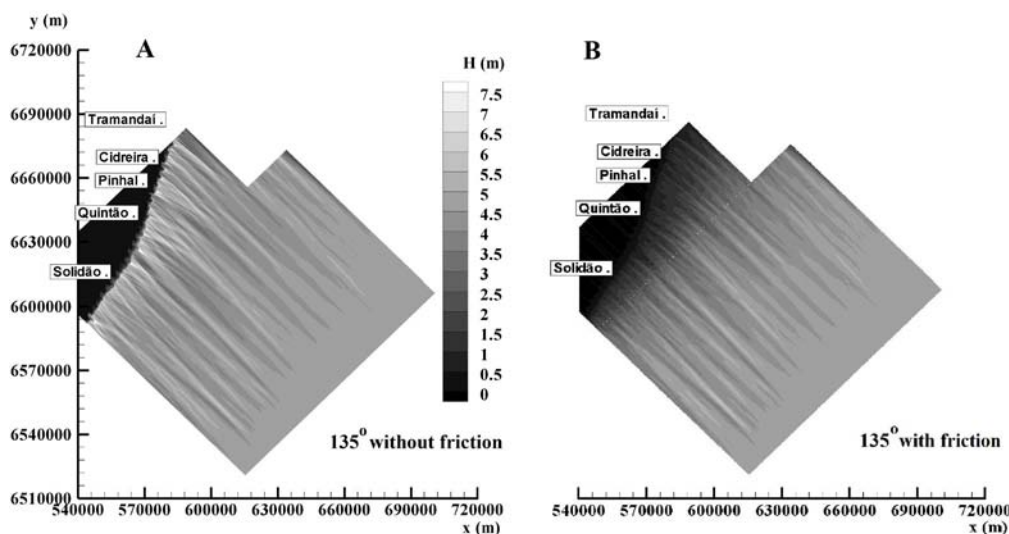 y (m)
A
6720000
6690000
6660000
6630000
6600000
6570000
6540000
6510000
540000 570000 600000 630000 660000 690000 720000
x (m)
Tramandaí .
Cidreira .
Pinhal .
Quintão .
Solidão .
H (m)
7.5
7
6.5
6
5.5
5
4.5
4
3.5
3
2.5
2
1.5
1
0.5
0
135º without friction
B
Tramandaí .
Cidreira .
Pinhal .
Quintão .
Solidão .
135º with friction
540000 570000 600000 630000 660000 690000 720000
x (m)